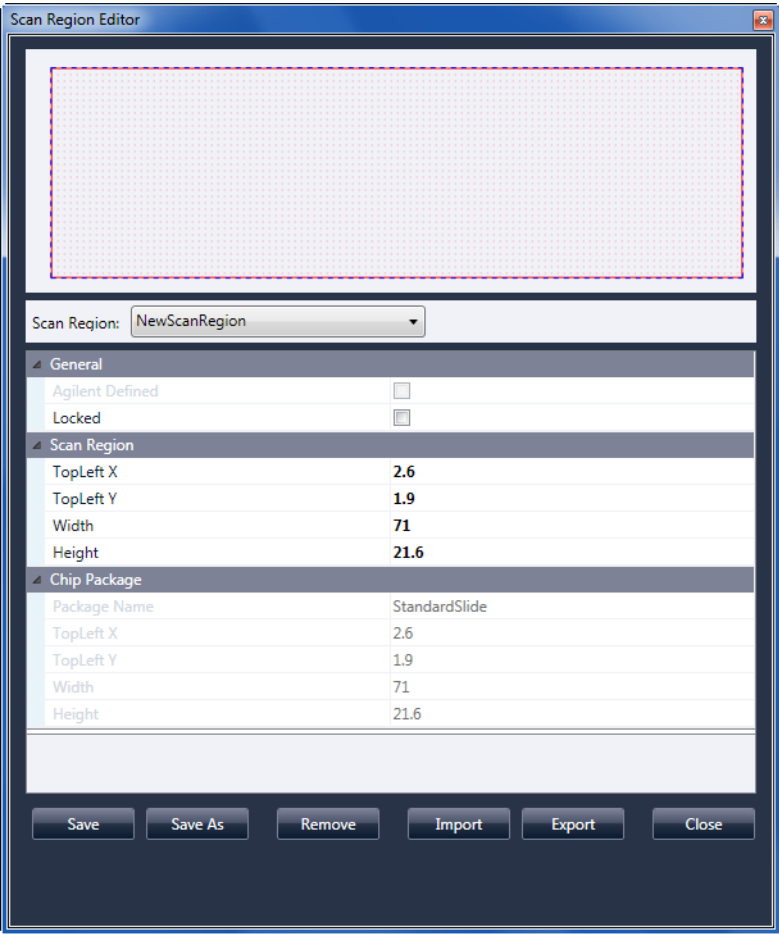 Scan Region Editor
Scan Region: NewScanRegion
General
Agilent Defined
Locked
Scan Region
TopLeft X 2.6
TopLeft Y 1.9
Width 71
Height 21.6
Chip Package
Package Name StandardSlide
TopLeft X 2.6
TopLeft Y 1.9
Width 71
Height 21.6
Save Save As Remove Import Export Close